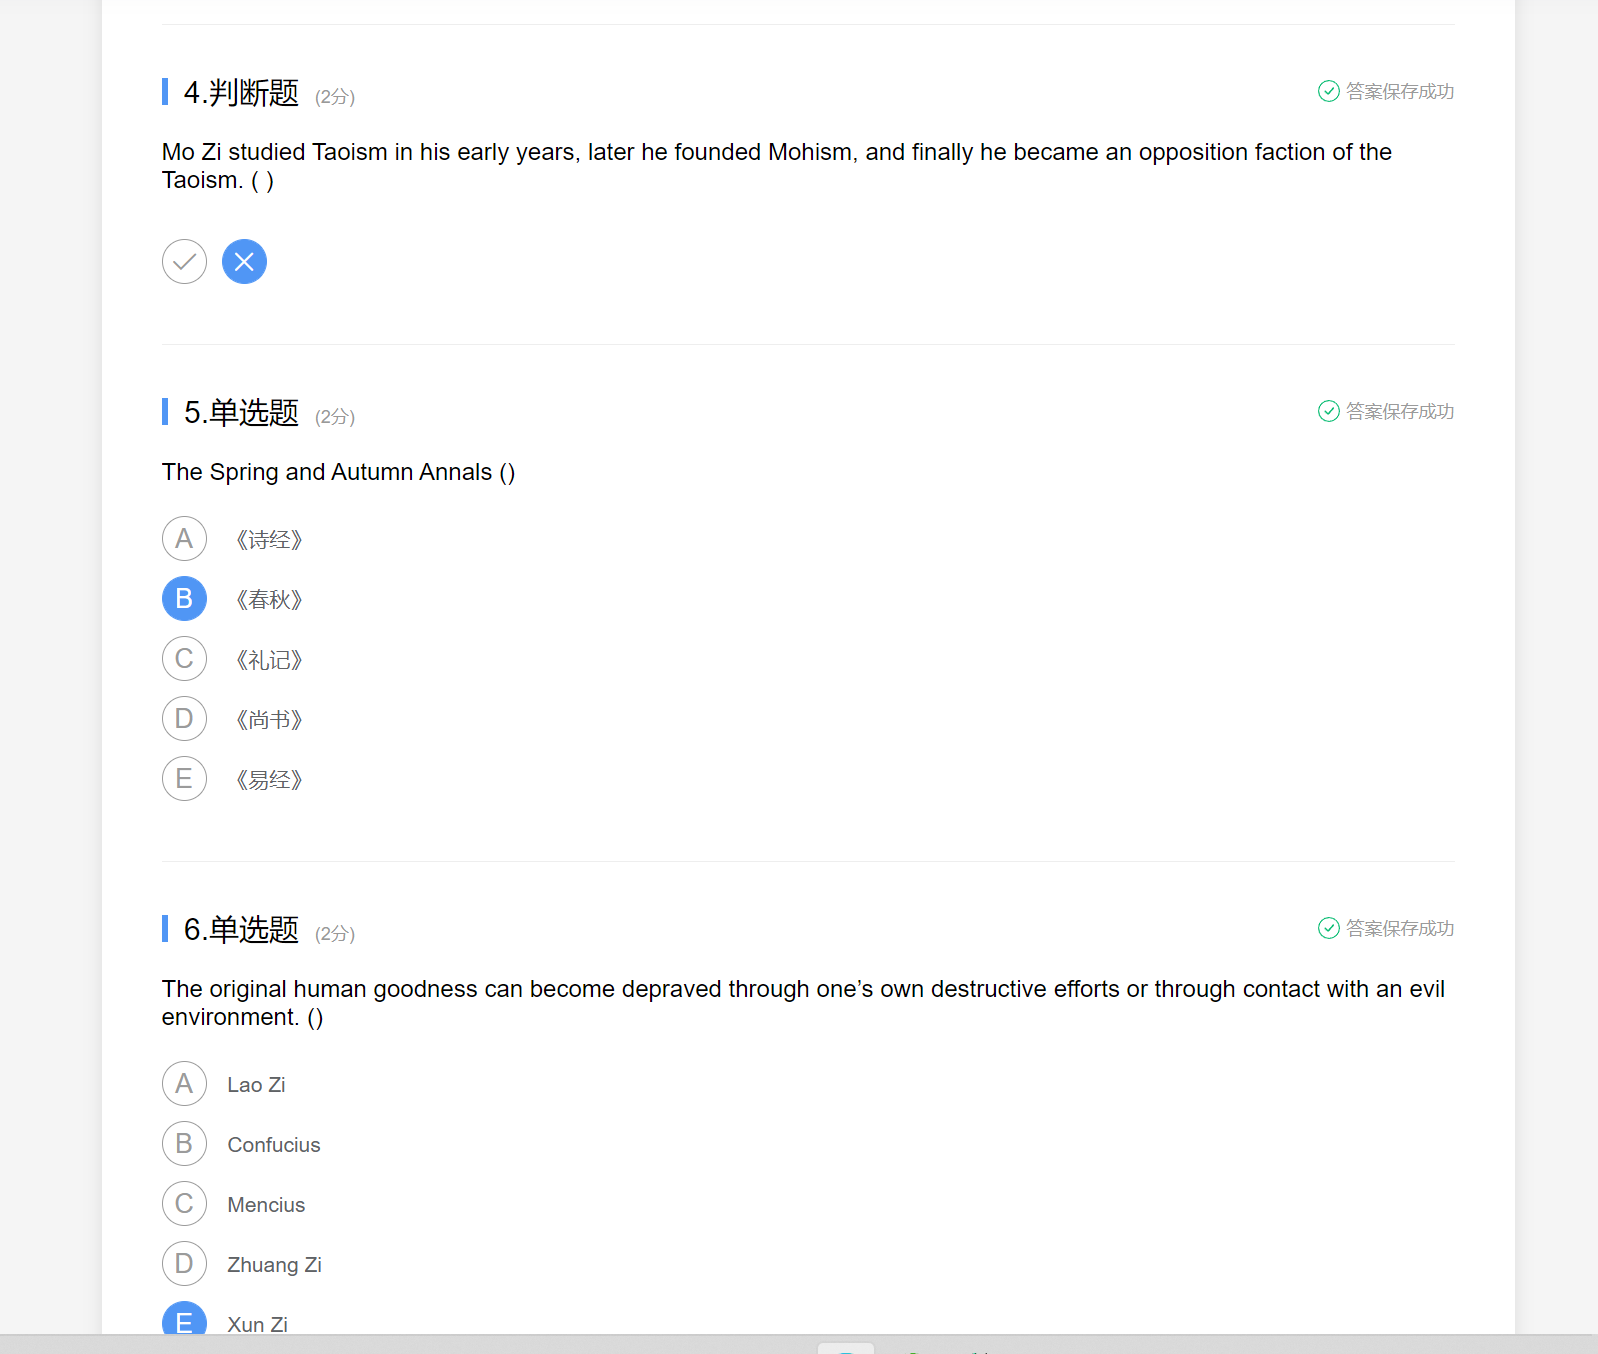 4.判断题 (2分) 答案保存成功
Mo Zi studied Taoism in his early years, later he founded Mohism, and finally he became an opposition faction of the
Taoism. ( )
5.单选题 (2分) 答案保存成功
The Spring and Autumn Annals ()
A 《诗经》
B 《春秋》
C 《礼记》
D 《尚书》
E 《易经》
6.单选题 (2分) 答案保存成功
The original human goodness can become depraved through one’s own destructive efforts or through contact with an evil
environment. ()
A Lao Zi
B Confucius
C Mencius
D Zhuang Zi
E Xun Zi